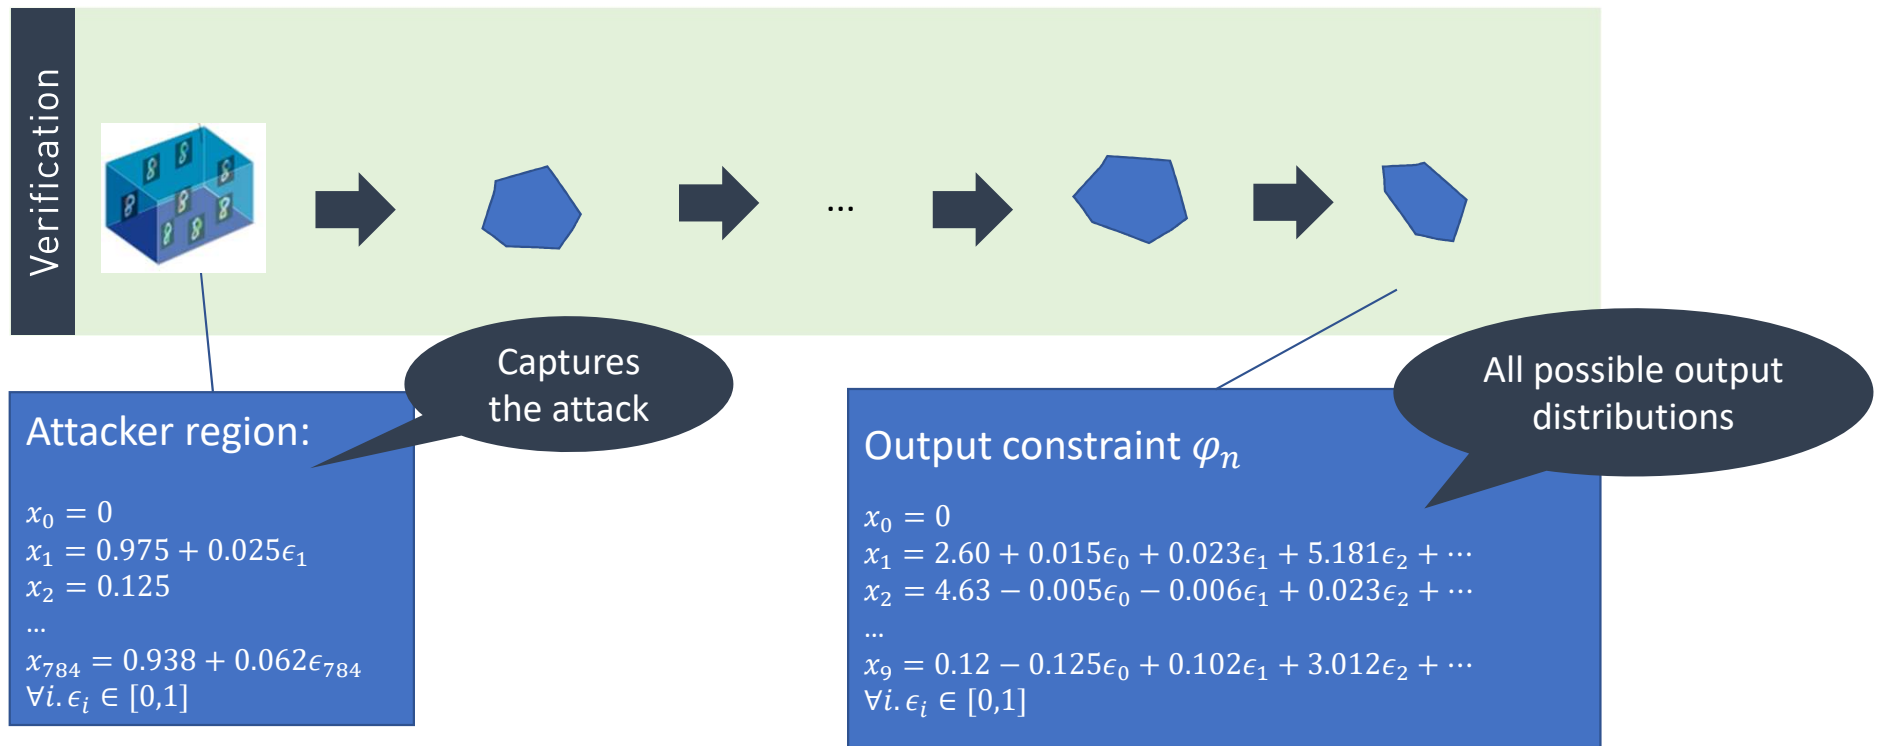 Verification
...
Captures
the attack
All possible output
distributions
Attacker region:
x₀ = 0
x₁ = 0.975 + 0.025ϵ₁
x₂ = 0.125
...
x₇₈₄ = 0.938 + 0.062ϵ₇₈₄
∀i. ϵᵢ ∈ [0,1]
Output constraint φₙ
x₀ = 0
x₁ = 2.60 + 0.015ϵ₀ + 0.023ϵ₁ + 5.181ϵ₂ + ⋯
x₂ = 4.63 − 0.005ϵ₀ − 0.006ϵ₁ + 0.023ϵ₂ + ⋯
...
x₉ = 0.12 − 0.125ϵ₀ + 0.102ϵ₁ + 3.012ϵ₂ + ⋯
∀i. ϵᵢ ∈ [0,1]